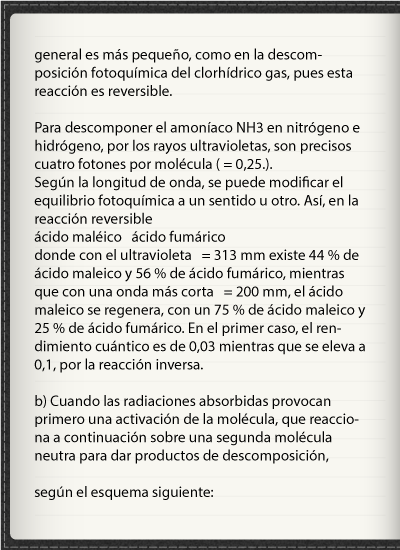 general es más pequeño, como en la descom-
posición fotoquímica del clorhídrico gas, pues esta
reacción es reversible.

Para descomponer el amoníaco NH3 en nitrógeno e
hidrógeno, por los rayos ultravioletas, son precisos
cuatro fotones por molécula ( = 0,25.).
Según la longitud de onda, se puede modificar el
equilibrio fotoquímica a un sentido u otro. Así, en la
reacción reversible
ácido maléico ácido fumárico
donde con el ultravioleta = 313 mm existe 44 % de
ácido maleico y 56 % de ácido fumárico, mientras
que con una onda más corta = 200 mm, el ácido
maleico se regenera, con un 75 % de ácido maleico y
25 % de ácido fumárico. En el primer caso, el ren-
dimiento cuántico es de 0,03 mientras que se eleva a
0,1, por la reacción inversa.

b) Cuando las radiaciones absorbidas provocan
primero una activación de la molécula, que reaccio-
na a continuación sobre una segunda molécula
neutra para dar productos de descomposición,

según el esquema siguiente: